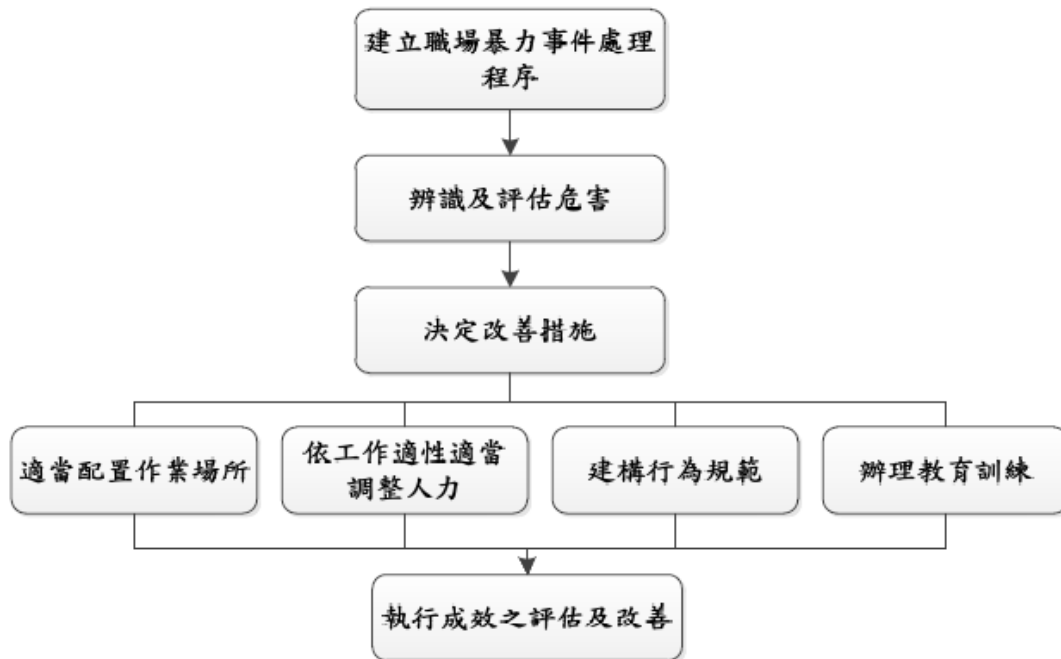 建立職場暴力事件處理
程序
辨識及評估危害
決定改善措施
適當配置作業場所
依工作適性適當
調整人力
建構行為規範
辦理教育訓練
執行成效之評估及改善